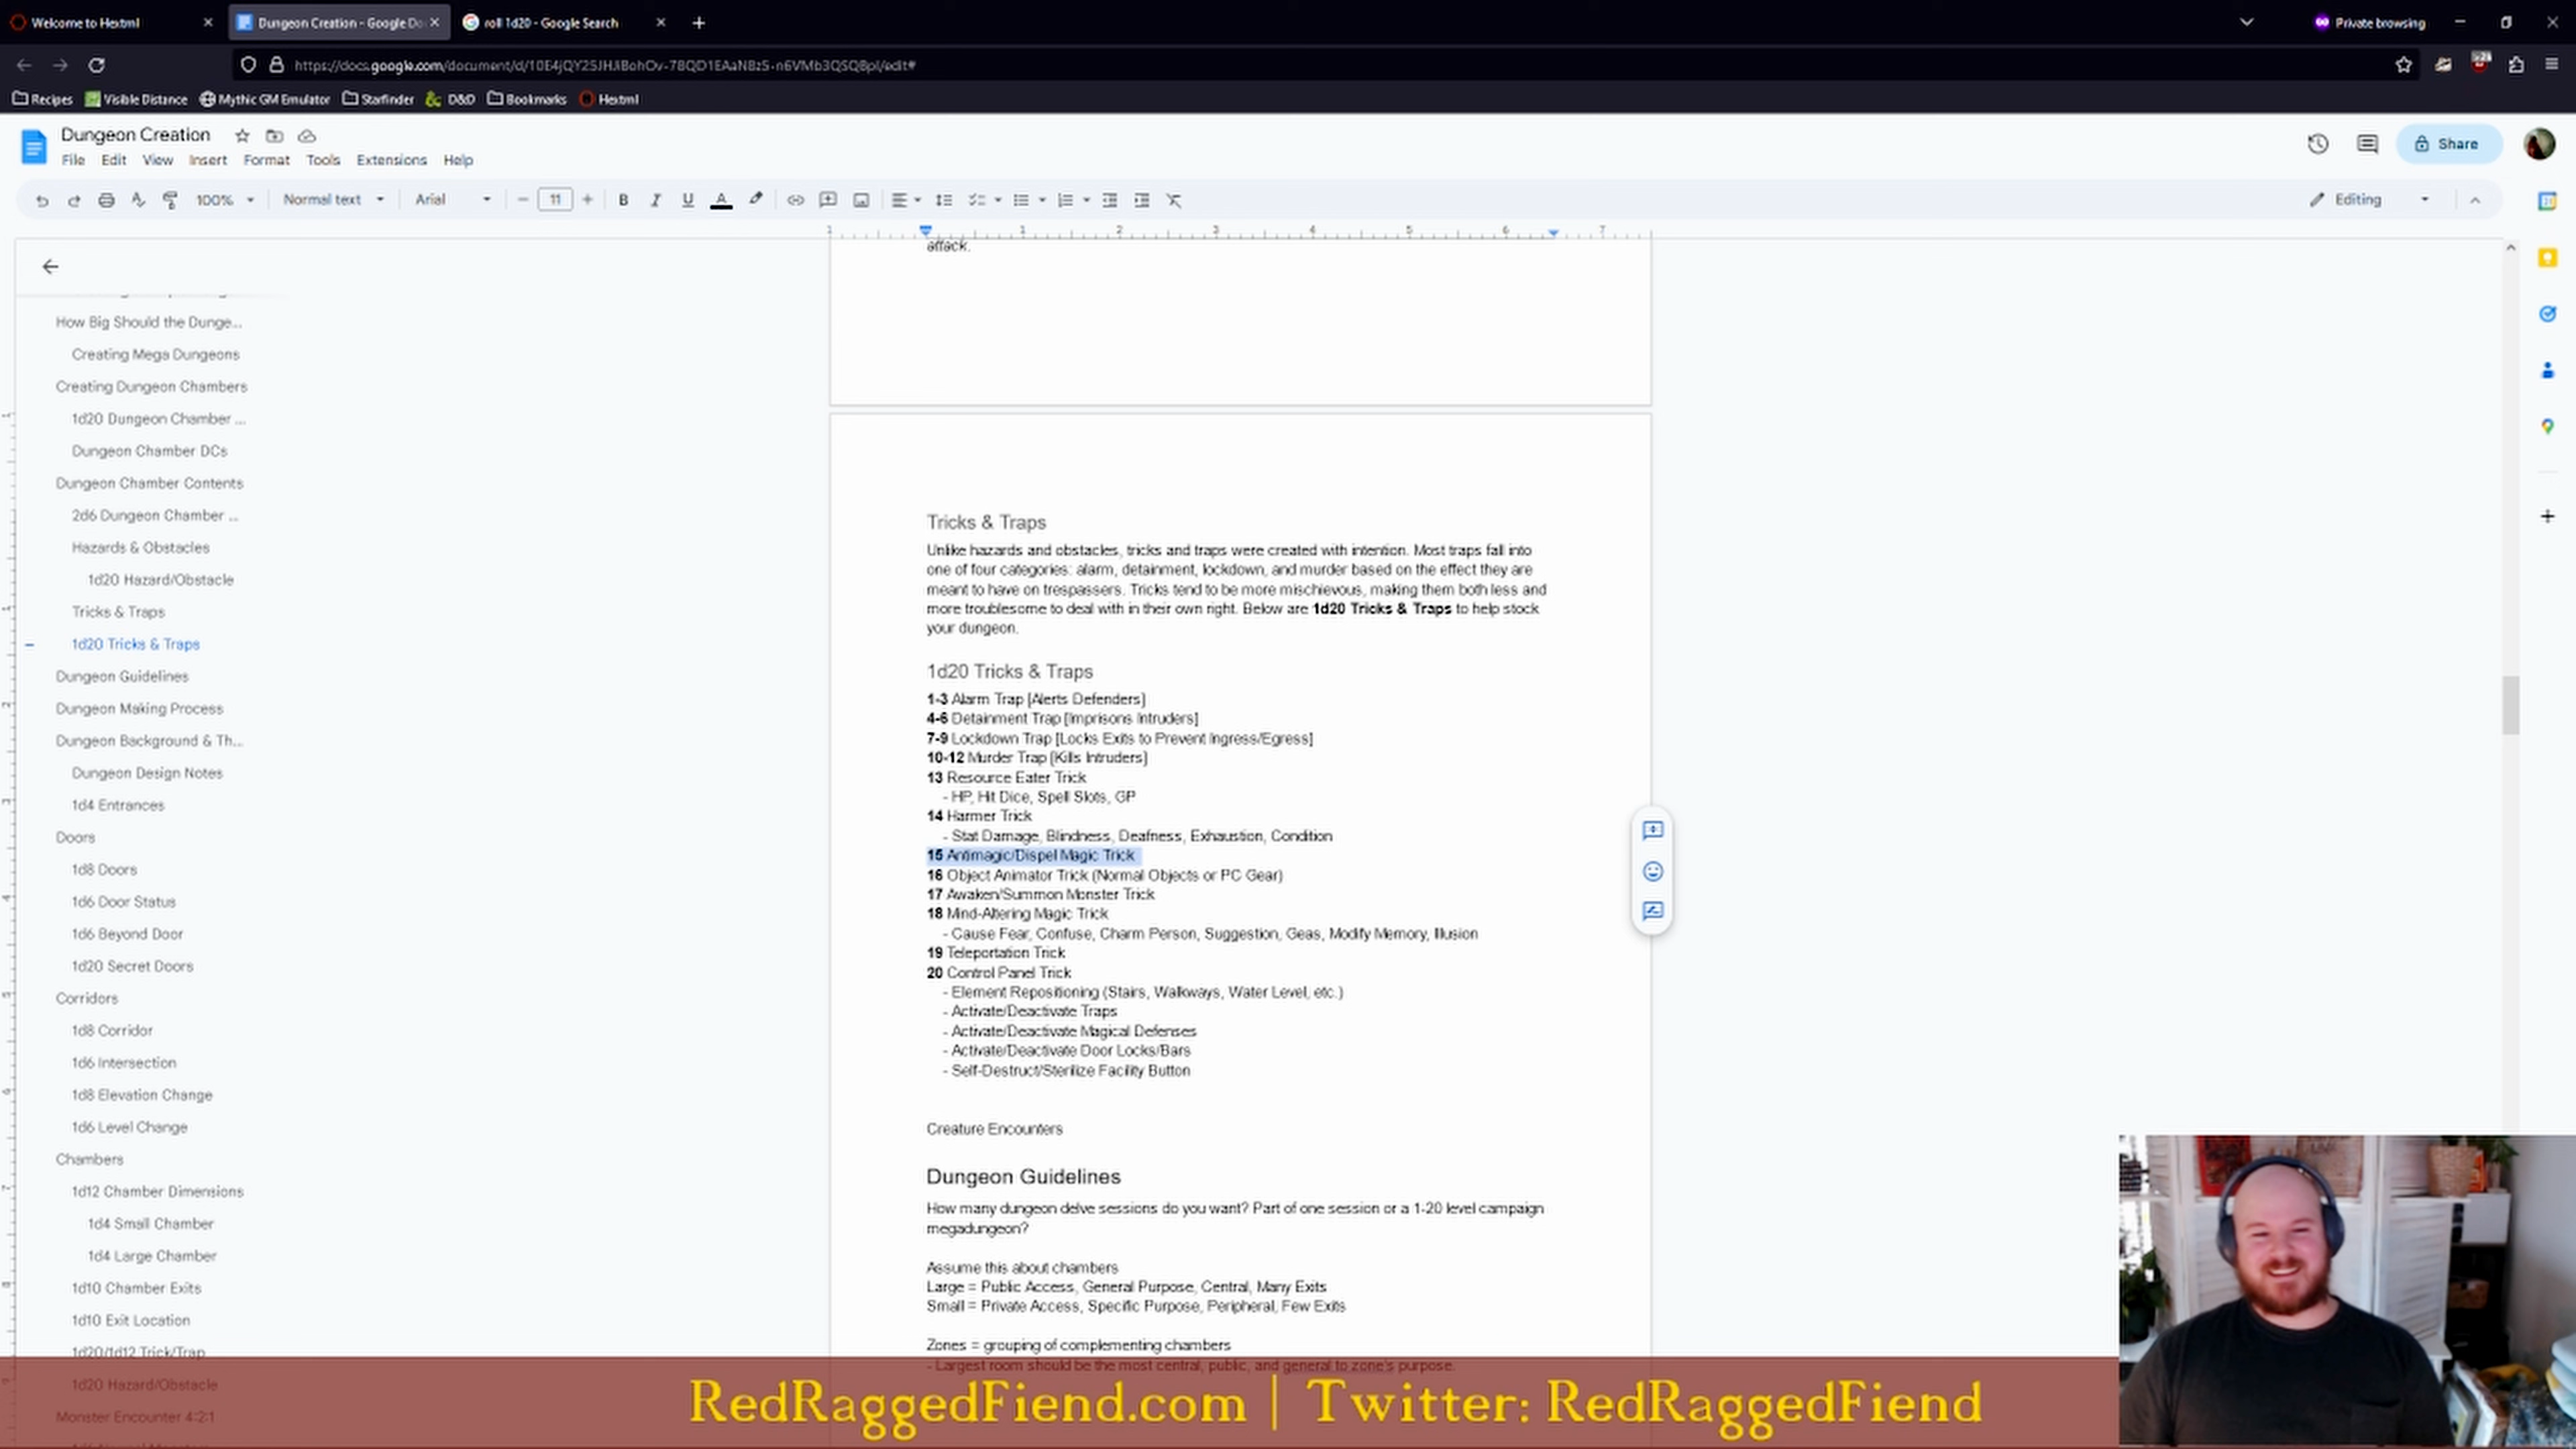 Welcome to Hextml
Dungeon Creation - Google Do
roll 1d20 - Google Search
Private browsing
Recipes Visible Distance Mythic GM Emulator Starfinder D&D Bookmarks Hextml
Dungeon Creation
File Edit View Insert Format Tools Extensions Help
Share
100% Normal text Arial 11 Editing
How Big Should the Dunge...
Creating Mega Dungeons
Creating Dungeon Chambers
1d20 Dungeon Chamber ...
Dungeon Chamber DCs
Dungeon Chamber Contents
2d6 Dungeon Chamber ...
Hazards & Obstacles
1d20 Hazard/Obstacle
Tricks & Traps
1d20 Tricks & Traps
Dungeon Guidelines
Dungeon Making Process
Dungeon Background & Th...
Dungeon Design Notes
1d4 Entrances
Doors
1d8 Doors
1d6 Door Status
1d6 Beyond Door
1d20 Secret Doors
Corridors
1d8 Corridor
1d6 Intersection
1d8 Elevation Change
1d6 Level Change
Chambers
1d12 Chamber Dimensions
1d4 Small Chamber
1d4 Large Chamber
1d10 Chamber Exits
1d10 Exit Location
1d20/1d12 Trick/Trap
1d20 Hazard/Obstacle
Monster Encounter 4:2:1
attack.
Tricks & Traps
Unlike hazards and obstacles, tricks and traps were created with intention. Most traps fall into
one of four categories: alarm, detainment, lockdown, and murder based on the effect they are
meant to have on trespassers. Tricks tend to be more mischievous, making them both less and
more troublesome to deal with in their own right. Below are 1d20 Tricks & Traps to help stock
your dungeon.
1d20 Tricks & Traps
1-3 Alarm Trap [Alerts Defenders]
4-6 Detainment Trap [Imprisons Intruders]
7-9 Lockdown Trap [Locks Exits to Prevent Ingress/Egress]
10-12 Murder Trap [Kills Intruders]
13 Resource Eater Trick
- HP, Hit Dice, Spell Slots, GP
14 Harmer Trick
- Stat Damage, Blindness, Deafness, Exhaustion, Condition
15 Antimagic/Dispel Magic Trick
16 Object Animator Trick (Normal Objects or PC Gear)
17 Awaken/Summon Monster Trick
18 Mind-Altering Magic Trick
- Cause Fear, Confuse, Charm Person, Suggestion, Geas, Modify Memory, Illusion
19 Teleportation Trick
20 Control Panel Trick
- Element Repositioning (Stairs, Walkways, Water Level, etc.)
- Activate/Deactivate Traps
- Activate/Deactivate Magical Defenses
- Activate/Deactivate Door Locks/Bars
- Self-Destruct/Sterilize Facility Button
Creature Encounters
Dungeon Guidelines
How many dungeon delve sessions do you want? Part of one session or a 1-20 level campaign
megadungeon?
Assume this about chambers
Large = Public Access, General Purpose, Central, Many Exits
Small = Private Access, Specific Purpose, Peripheral, Few Exits
Zones = grouping of complementing chambers
- Largest room should be the most central, public, and general to zone's purpose.
RedRaggedFiend.com | Twitter: RedRaggedFiend